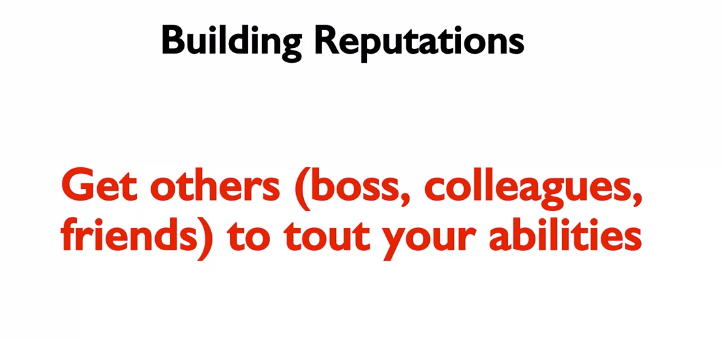 Building Reputations
Get others (boss, colleagues,
friends) to tout your abilities